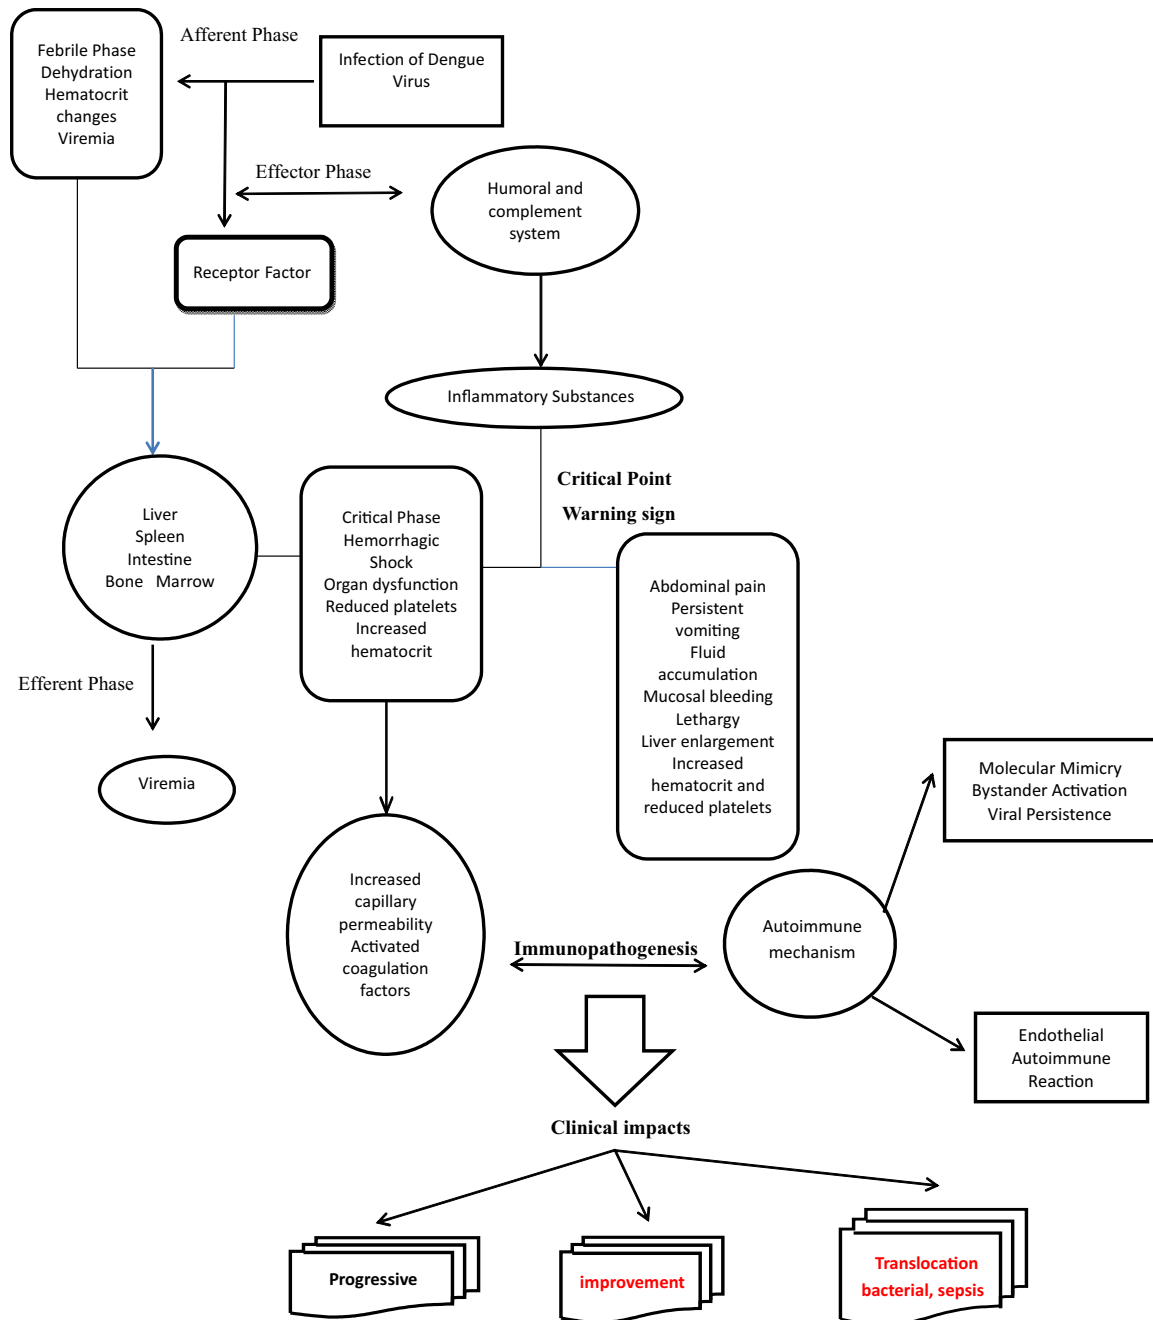 Afferent Phase
Febrile Phase
Dehydration
Hematocrit
changes
Viremia
Infection of Dengue
Virus
Effector Phase
Humoral and
complement
system
Receptor Factor
Inflammatory Substances
Critical Point
Warning sign
Liver
Spleen
Intestine
Bone Marrow
Critical Phase
Hemorrhagic
Shock
Organ dysfunction
Reduced platelets
Increased
hematocrit
Abdominal pain
Persistent
vomiting
Fluid
accumulation
Mucosal bleeding
Lethargy
Liver enlargement
Increased
hematocrit and
reduced platelets
Efferent Phase
Viremia
Molecular Mimicry
Bystander Activation
Viral Persistence
Increased
capillary
permeability
Activated
coagulation
factors
Immunopathogenesis
Autoimmune
mechanism
Endothelial
Autoimmune
Reaction
Clinical impacts
Progressive
improvement
Translocation
bacterial, sepsis